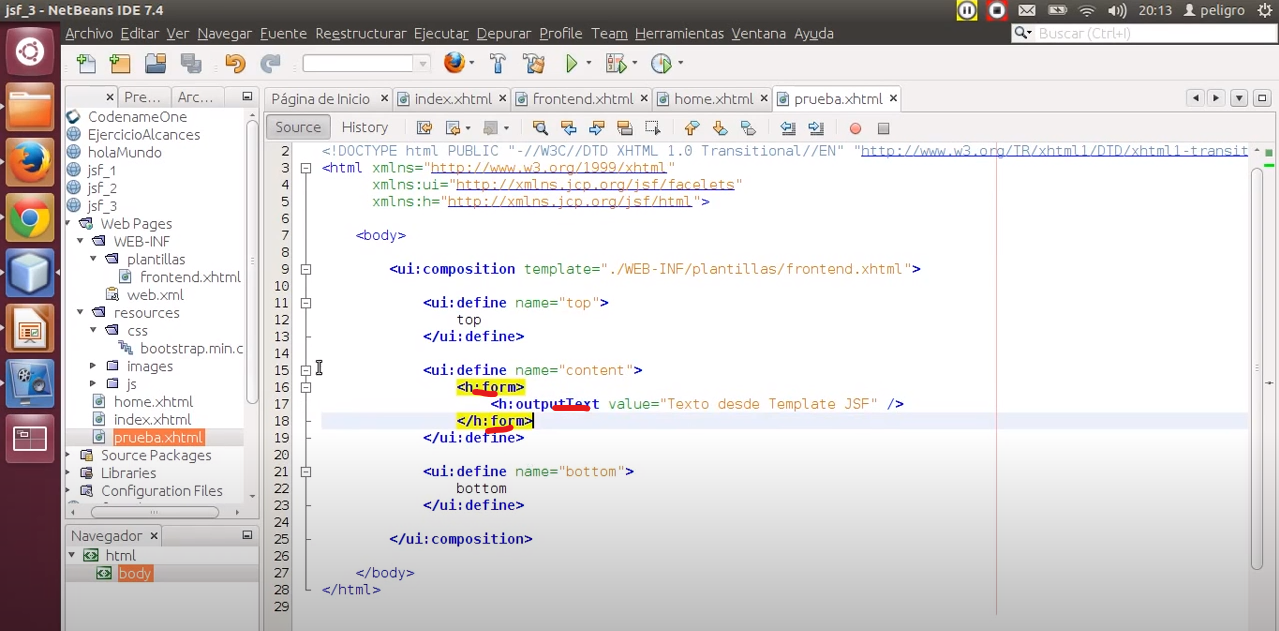 jsf_3 - NetBeans IDE 7.4
20:13 peligro
Archivo Editar Ver Navegar Fuente Reestructurar Ejecutar Depurar Profile Team Herramientas Ventana Ayuda
Buscar (Ctrl+I)
Pre... Arc...
Página de Inicio index.xhtml frontend.xhtml home.xhtml prueba.xhtml
Source History
CodenameOne
EjercicioAlcances
holaMundo
jsf_1
jsf_2
jsf_3
Web Pages
WEB-INF
plantillas
frontend.xhtml
web.xml
resources
css
bootstrap.min.c
images
js
home.xhtml
index.xhtml
prueba.xhtml
Source Packages
Libraries
Configuration Files
Navegador
html
body
2 <!DOCTYPE html PUBLIC "-//W3C//DTD XHTML 1.0 Transitional//EN" "http://www.w3.org/TR/xhtml1/DTD/xhtml1-transit
3 <html xmlns="http://www.w3.org/1999/xhtml"
4 xmlns:ui="http://xmlns.jcp.org/jsf/facelets"
5 xmlns:h="http://xmlns.jcp.org/jsf/html">
6
7 <body>
8
9 <ui:composition template="./WEB-INF/plantillas/frontend.xhtml">
10
11 <ui:define name="top">
12 top
13 </ui:define>
14
15 <ui:define name="content">
16 <h:form>
17 <h:outputText value="Texto desde Template JSF" />
18 </h:form>
19 </ui:define>
20
21 <ui:define name="bottom">
22 bottom
23 </ui:define>
24
25 </ui:composition>
26
27 </body>
28 </html>
29